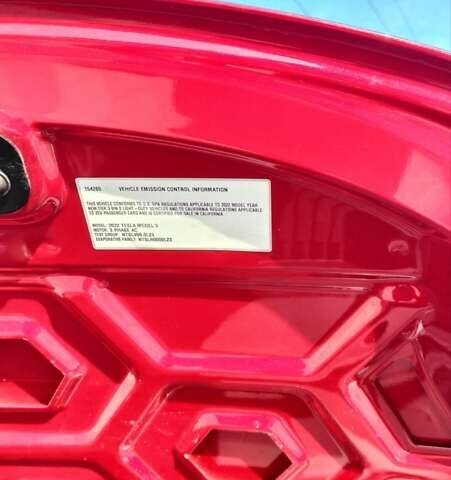 VEHICLE EMISSION CONTROL INFORMATION
THIS VEHICLE CONFORMS TO U.S. EPA REGULATIONS APPLICABLE TO 2022 MODEL YEAR
NEW TIER 3 BIN 0 LIGHT-DUTY VEHICLES AND TO CALIFORNIA REGULATIONS APPLICABLE
TO ZEV PASSENGER CARS AND IS FOR SALE IN CALIFORNIA
MODEL: 2022 TESLA MODEL 3
MOTOR: 3 PHASE AC
TEST GROUP:
EVAPORATIVE FAMILY: